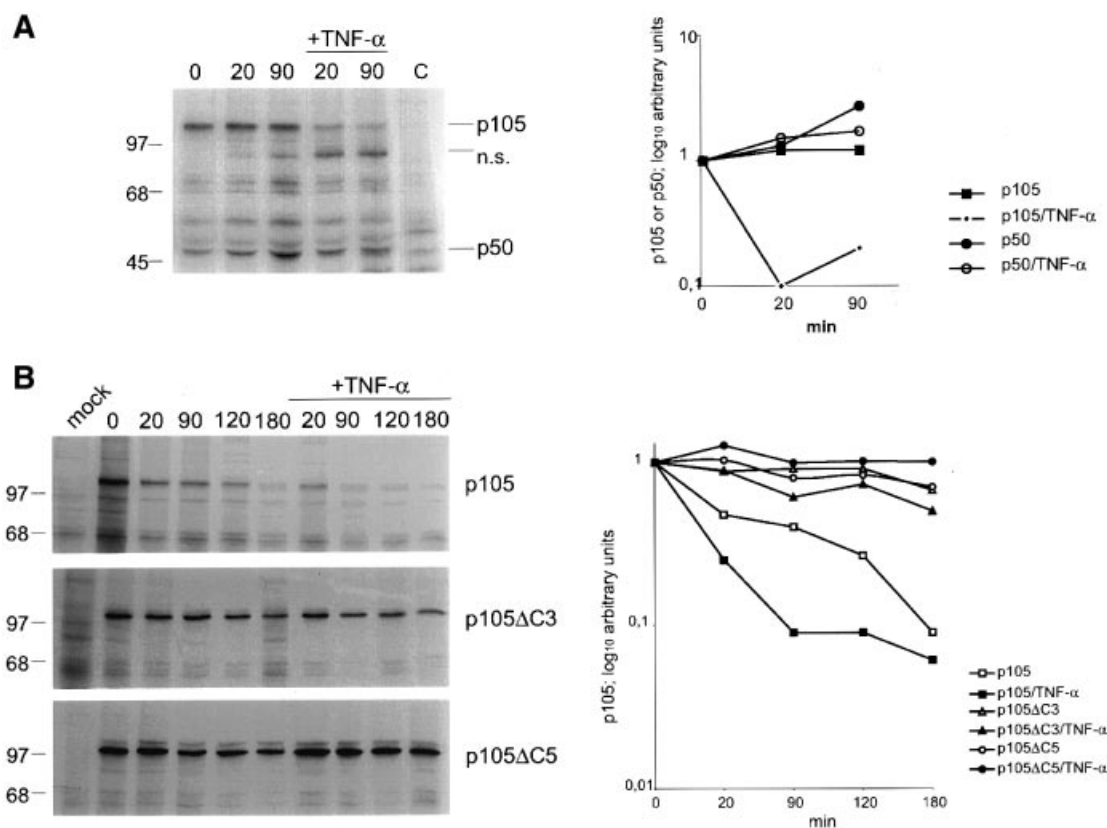 A
+TNF-α
0 20 90 20 90 C
97
68
45
p105
n.s.
p50
10
1
0,1
p105 or p50; log10 arbitrary units
0 20 90
min
p105
p105/TNF-α
p50
p50/TNF-α
B
+TNF-α
mock 0 20 90 120 180 20 90 120 180
97
68
p105
97
68
p105ΔC3
97
68
p105ΔC5
1
0,1
0,01
p105; log10 arbitrary units
0 20 90 120 180
min
p105
p105/TNF-α
p105ΔC3
p105ΔC3/TNF-α
p105ΔC5
p105ΔC5/TNF-α